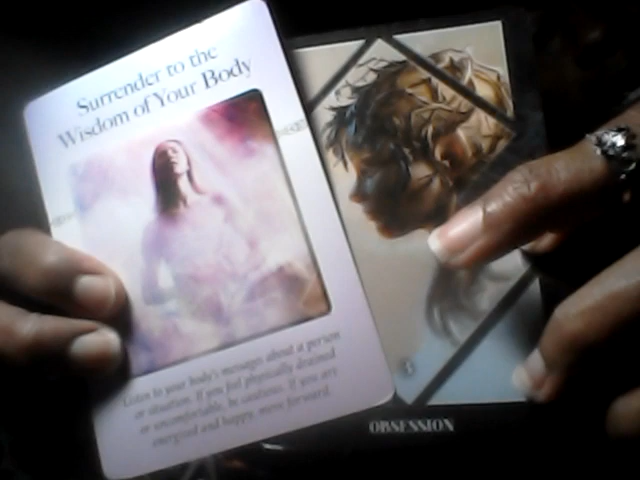 Surrender to the
Wisdom of Your Body
Listen to your body's messages about a person
or situation. If you feel physically drained
or uncomfortable, be cautious. If you are
energized and happy, move forward.
OBSESSION